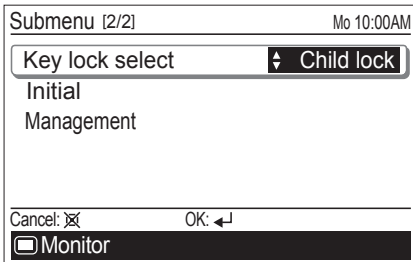 Submenu [2/2] Mo 10:00AM
Key lock select Child lock
Initial
Management
Cancel: OK:
Monitor